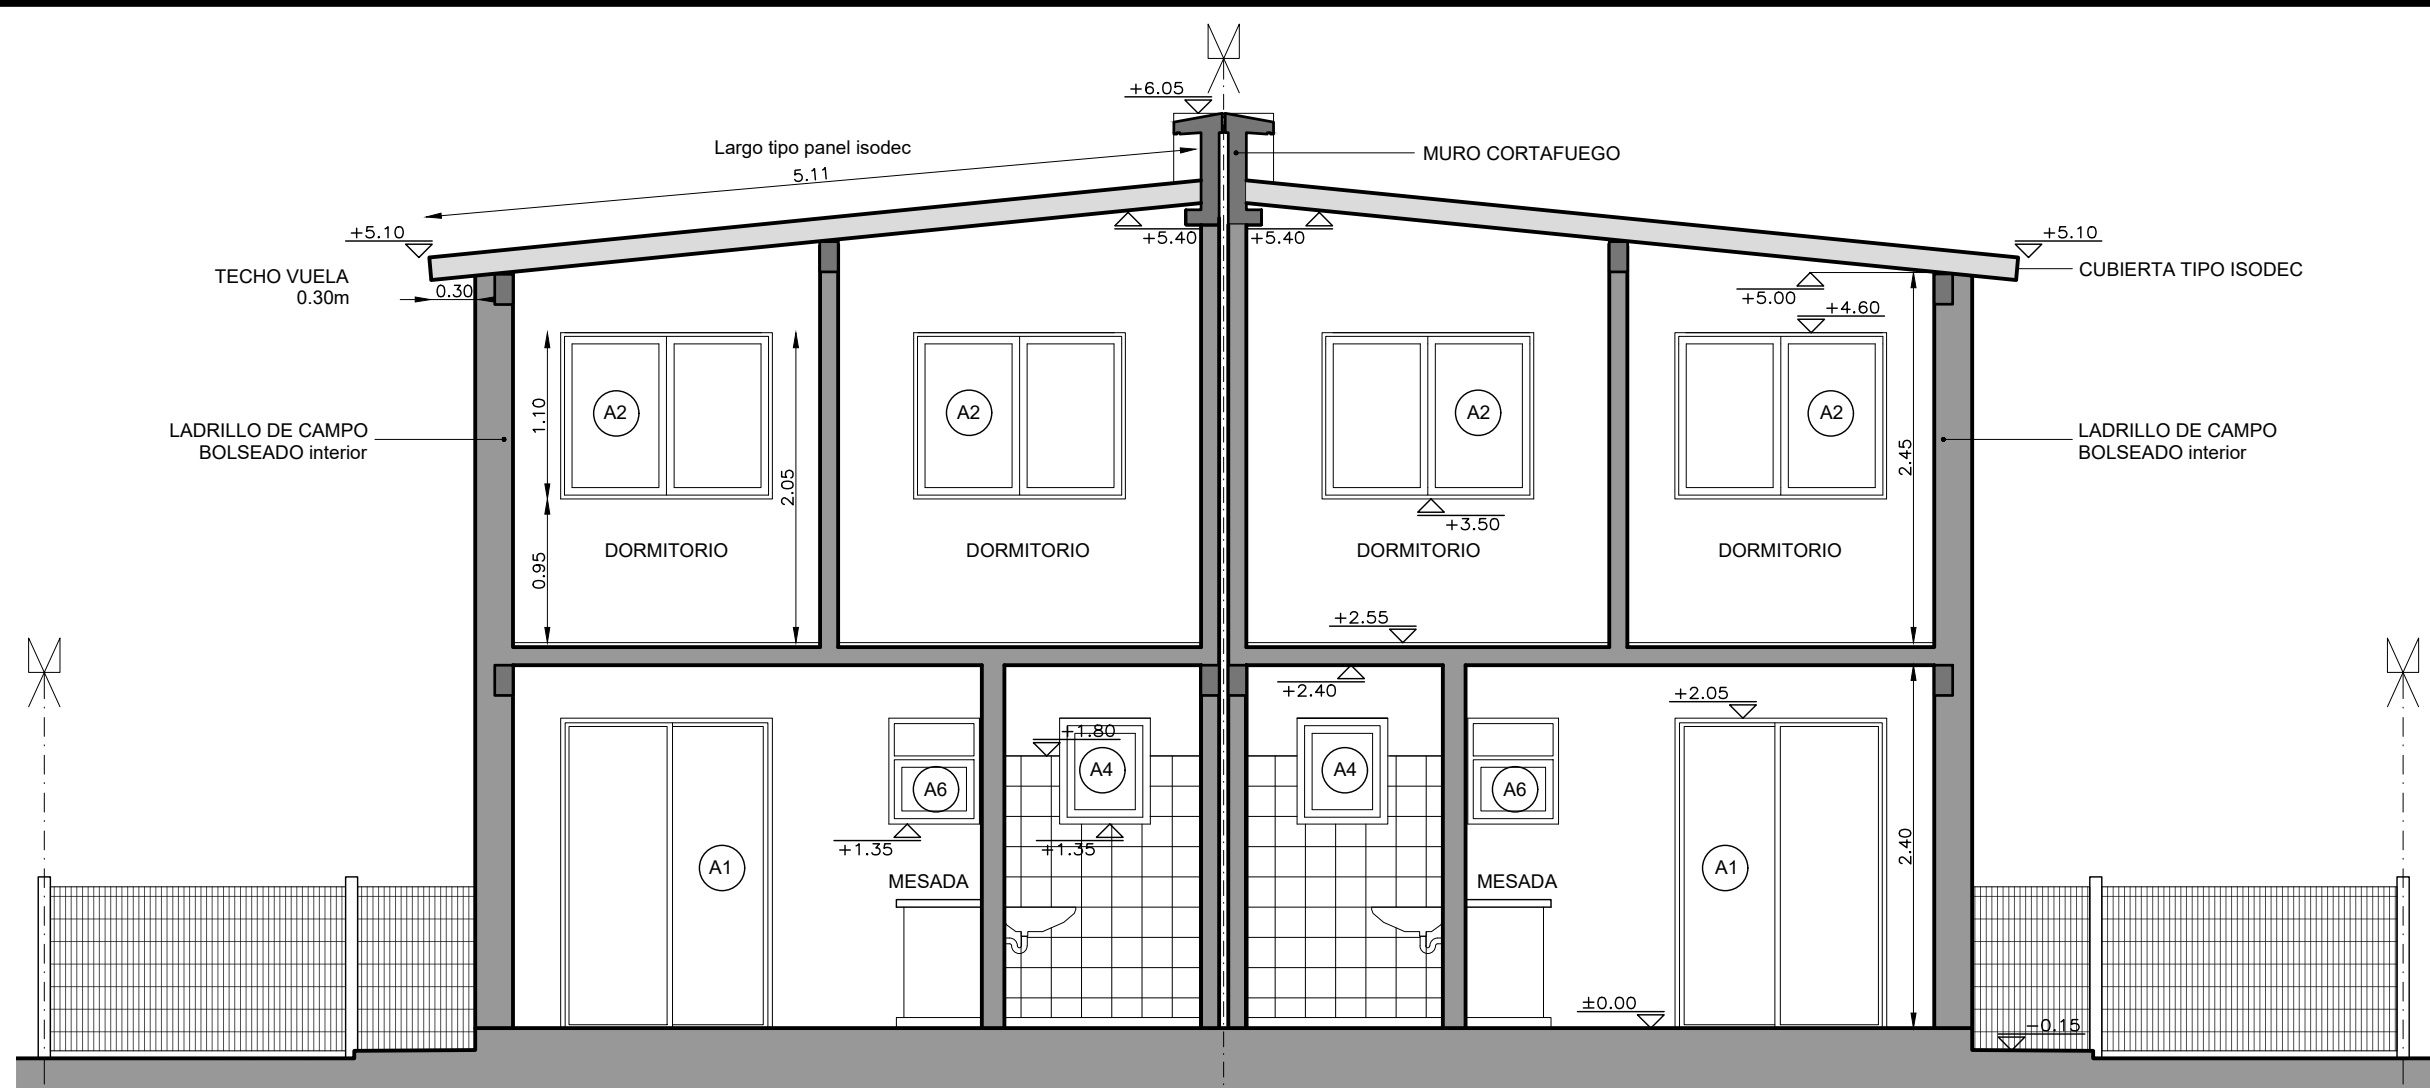 +6.05
Largo tipo panel isodec
5.11
MURO CORTAFUEGO
+5.10
+5.40
+5.40
+5.10
TECHO VUELA
0.30m
0.30
CUBIERTA TIPO ISODEC
+5.00
+4.60
1.10
A2
A2
A2
A2
LADRILLO DE CAMPO
BOLSEADO interior
LADRILLO DE CAMPO
BOLSEADO interior
2.45
2.05
+3.50
0.95
DORMITORIO
DORMITORIO
DORMITORIO
DORMITORIO
+2.55
+2.40
+2.05
+1.80
A4
A4
A6
A6
+1.35
+1.35
2.40
A1
A1
MESADA
MESADA
±0.00
-0.15